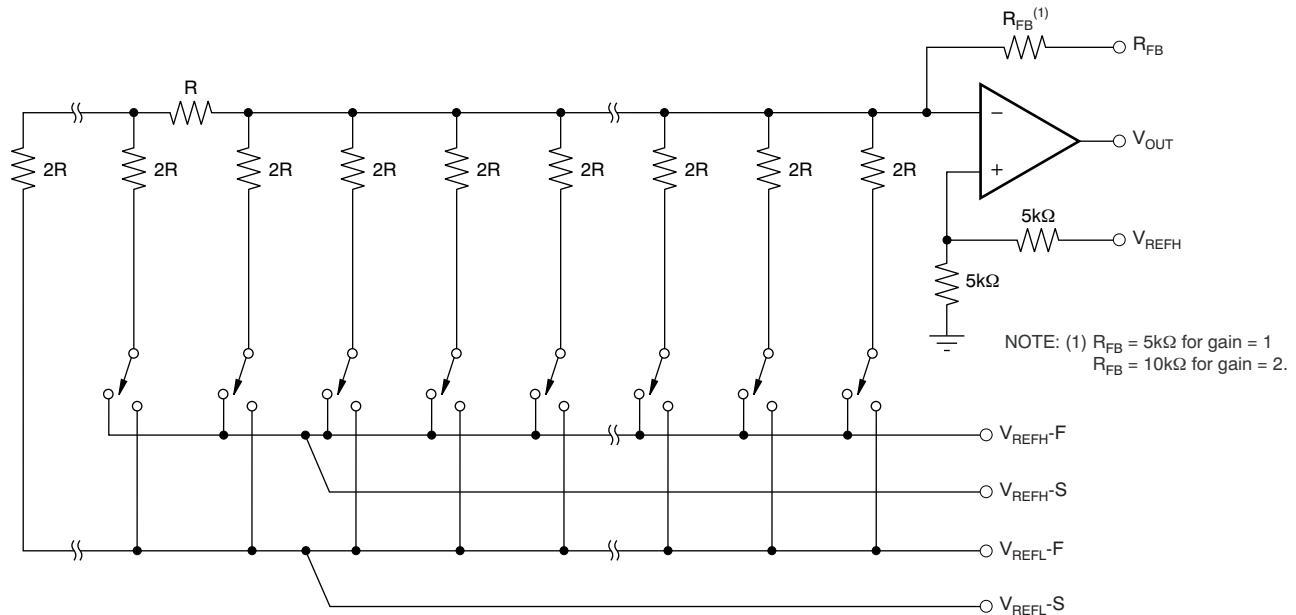 R_FB^(1)
R_FB
R
2R 2R 2R 2R 2R 2R 2R 2R 2R
−
+
V_OUT
5kΩ
V_REFH
5kΩ
NOTE: (1) R_FB = 5kΩ for gain = 1
R_FB = 10kΩ for gain = 2.
V_REFH-F
V_REFH-S
V_REFL-F
V_REFL-S